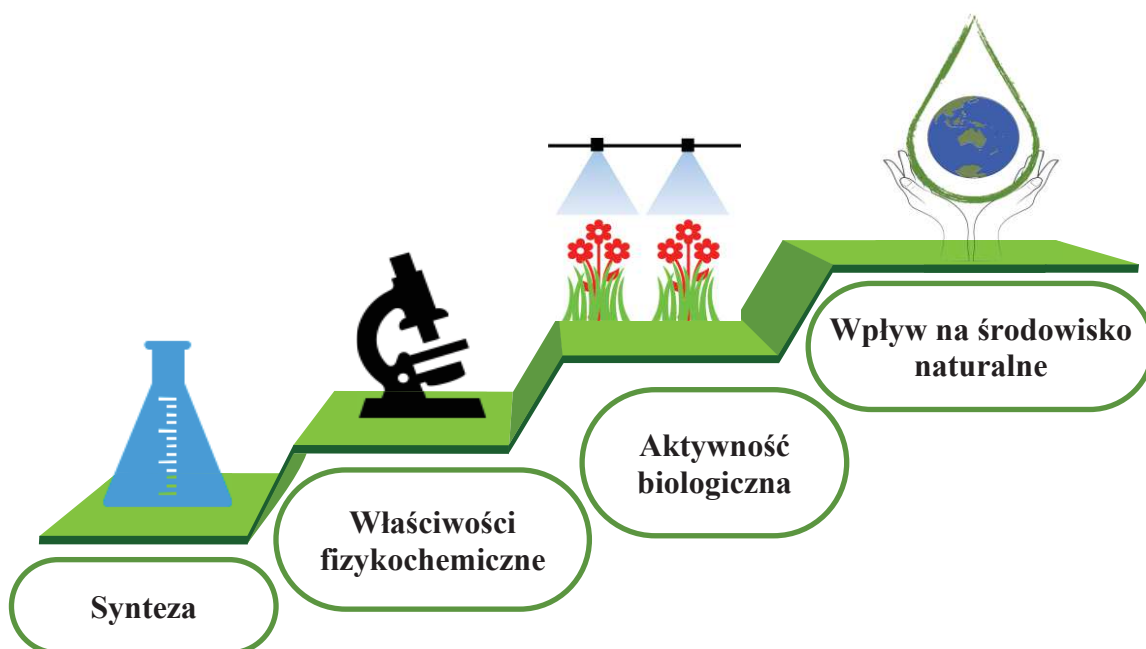 Synteza
Właściwości
fizykochemiczne
Aktywność
biologiczna
Wpływ na środowisko
naturalne